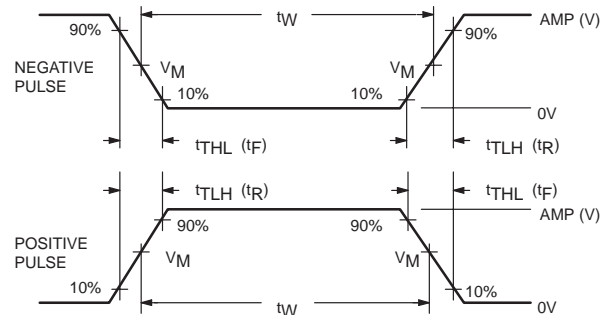 tW
90%
90%
AMP (V)
NEGATIVE
PULSE
VM
VM
10%
10%
0V
tTHL (tF)
tTLH (tR)
tTLH (tR)
tTHL (tF)
AMP (V)
90%
90%
POSITIVE
PULSE
VM
VM
10%
10%
tW
0V